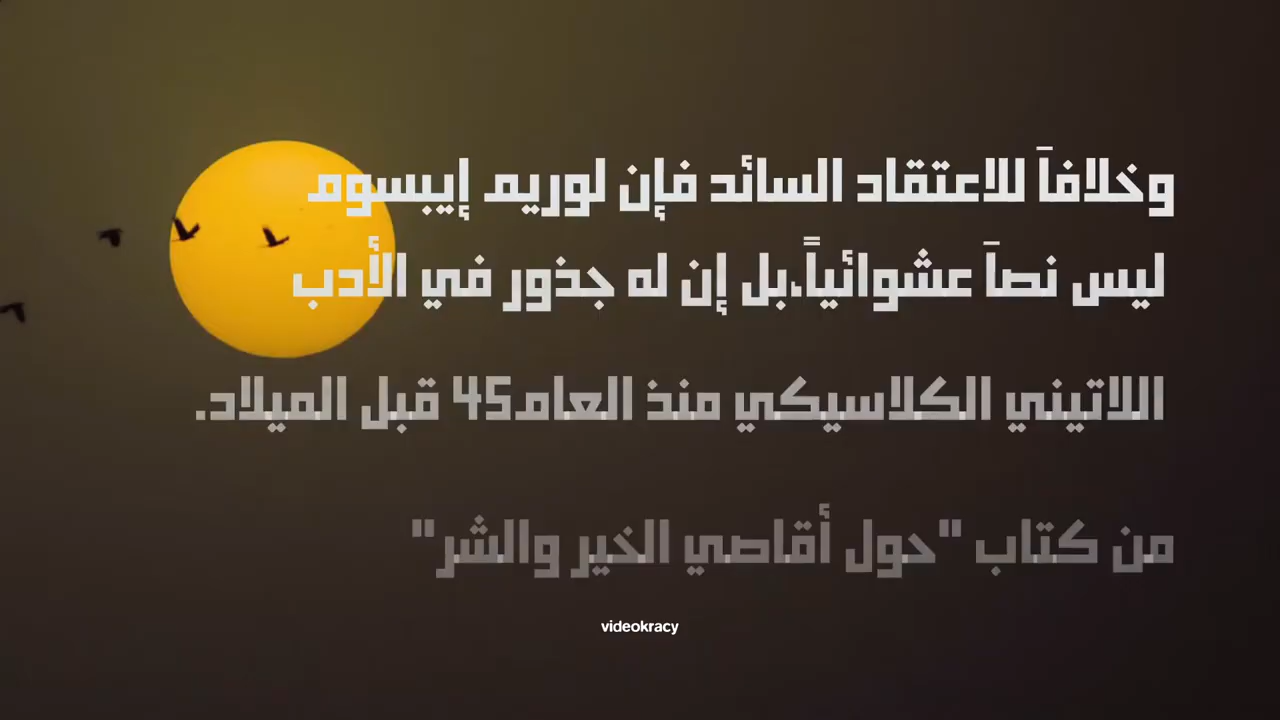 وخلافاَ للاعتقاد السائد فإن لوريم إيبسوم
ليس نصاَ عشوائياً،بل إن له جذور في الأدب
اللاتيني الكلاسيكي منذ العام45 قبل الميلاد.
من كتاب "حول أقاصي الخير والشر"
videokracy